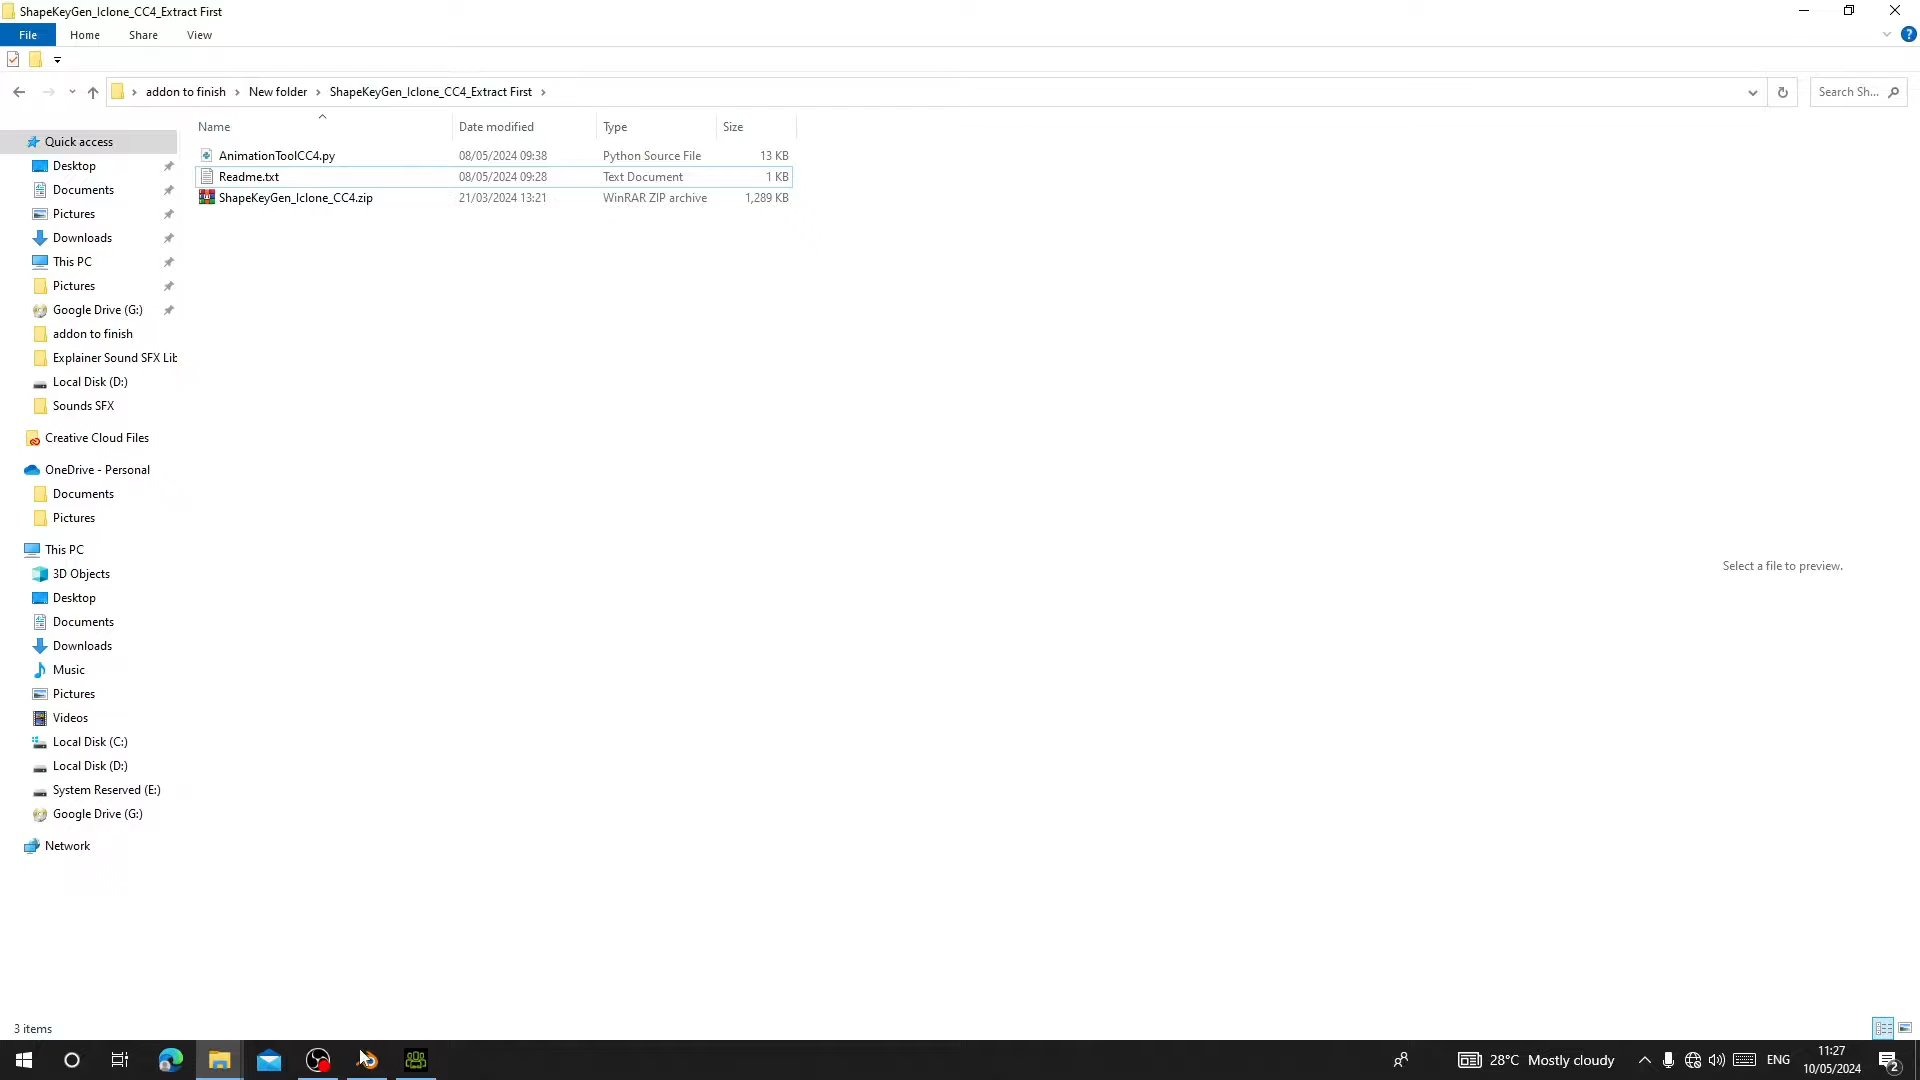 ShapeKeyGen_Iclone_CC4_Extract First
File Home Share View
addon to finish New folder ShapeKeyGen_Iclone_CC4_Extract First Search Sh...
Name Date modified Type Size
Quick access
Desktop
Documents
Pictures
Downloads
This PC
Pictures
Google Drive (G:)
addon to finish
Explainer Sound SFX Lib
Local Disk (D:)
Sounds SFX
Creative Cloud Files
OneDrive - Personal
Documents
Pictures
This PC
3D Objects
Desktop
Documents
Downloads
Music
Pictures
Videos
Local Disk (C:)
Local Disk (D:)
System Reserved (E:)
Google Drive (G:)
Network
AnimationToolCC4.py 08/05/2024 09:38 Python Source File 13 KB
Readme.txt 08/05/2024 09:28 Text Document 1 KB
ShapeKeyGen_Iclone_CC4.zip 21/03/2024 13:21 WinRAR ZIP archive 1,289 KB
Select a file to preview.
3 items
28°C Mostly cloudy ENG
11:27
10/05/2024
2